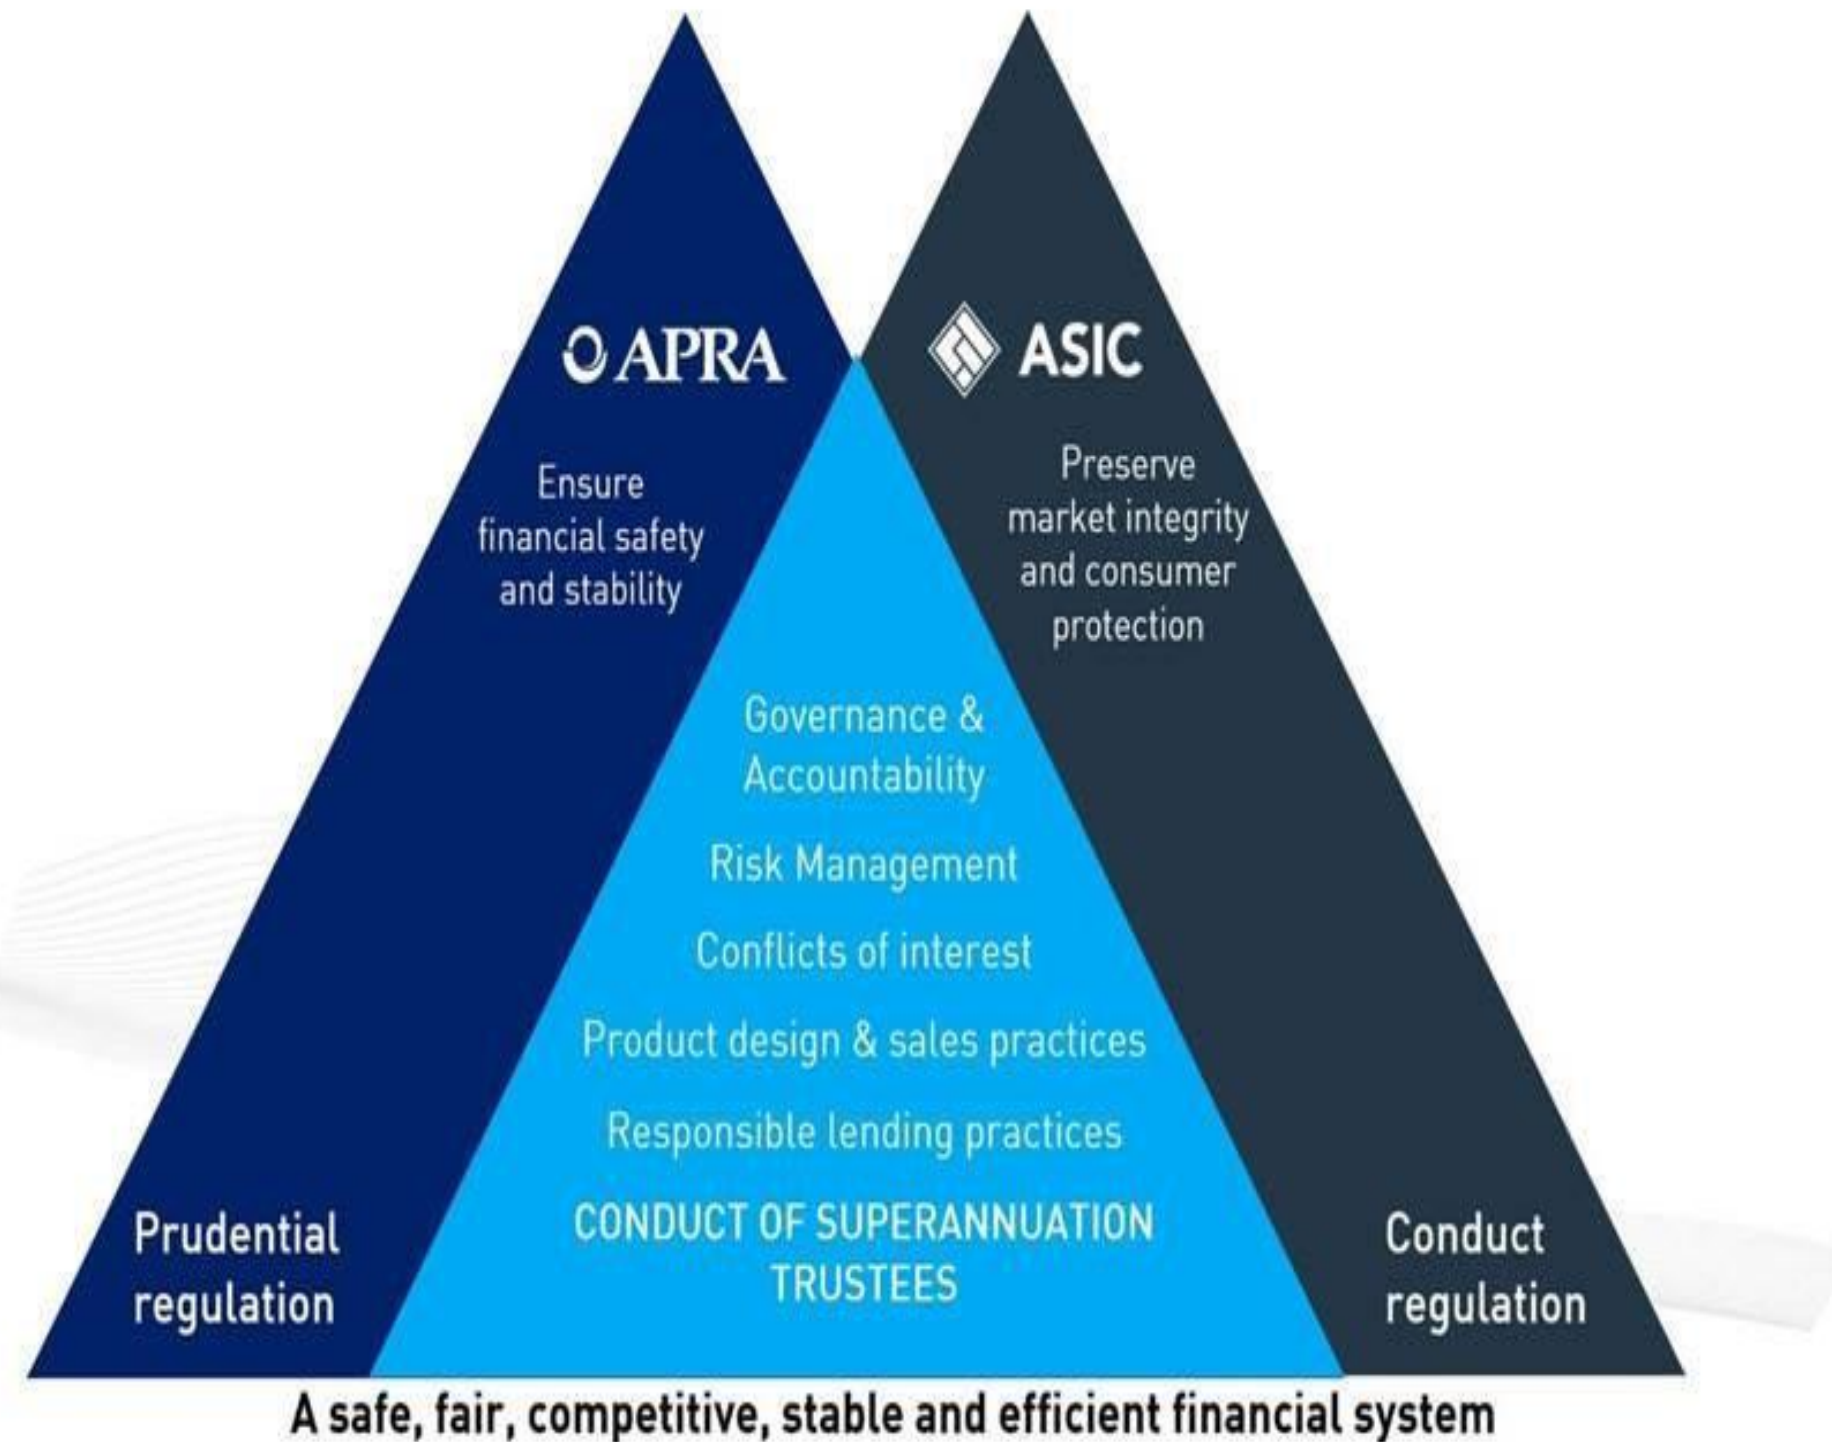 APRA
Ensure
financial safety
and stability
ASIC
Preserve
market integrity
and consumer
protection
Governance &
Accountability
Risk Management
Conflicts of interest
Product design & sales practices
Responsible lending practices
CONDUCT OF SUPERANNUATION
TRUSTEES
Prudential
regulation
Conduct
regulation
A safe, fair, competitive, stable and efficient financial system